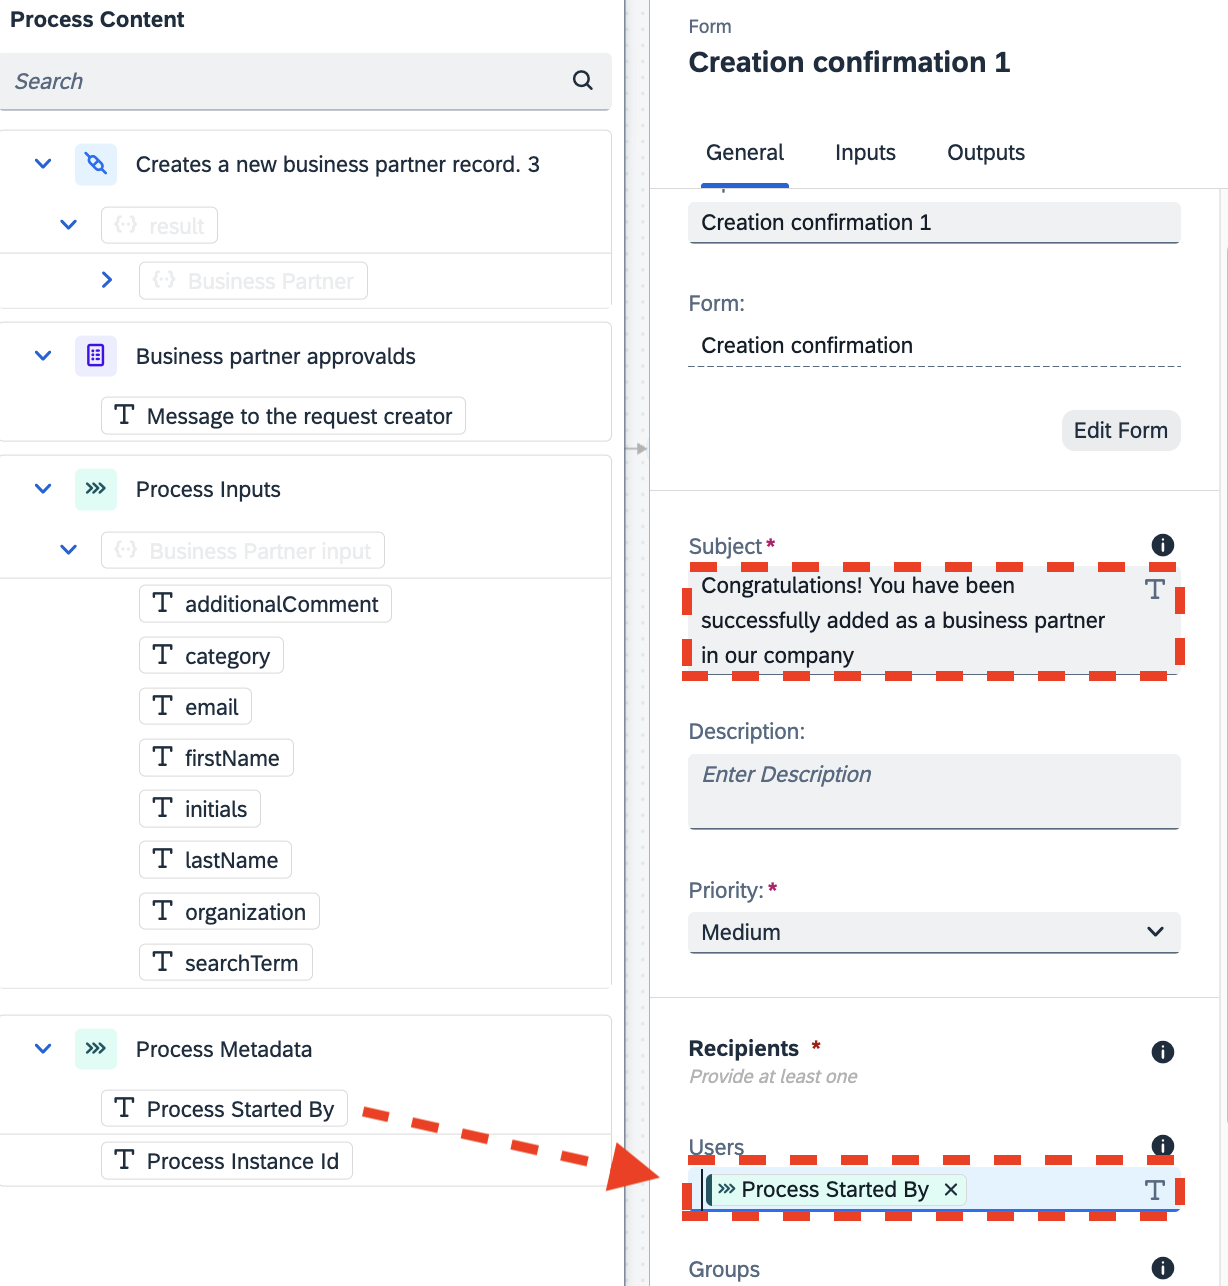 Process Content
Search
Creates a new business partner record. 3
result
Business Partner
Business partner approvalds
Message to the request creator
Process Inputs
Business Partner input
additionalComment
category
email
firstName
initials
lastName
organization
searchTerm
Process Metadata
Process Started By
Process Instance Id
Form
Creation confirmation 1
General Inputs Outputs
Creation confirmation 1
Form:
Creation confirmation
Edit Form
Subject*
Congratulations! You have been
successfully added as a business partner
in our company
Description:
Enter Description
Priority: *
Medium
Recipients *
Provide at least one
Users
Process Started By
Groups